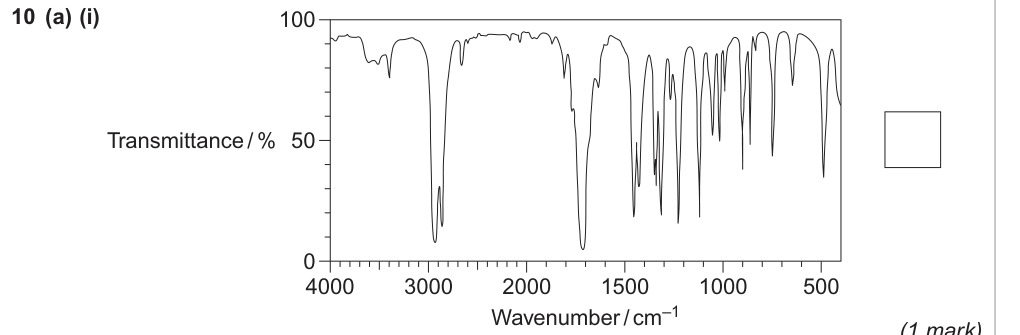 10 (a) (i)
100
Transmittance / % 50
0
4000 3000 2000 1500 1000 500
Wavenumber / cm–1
(1 mark)